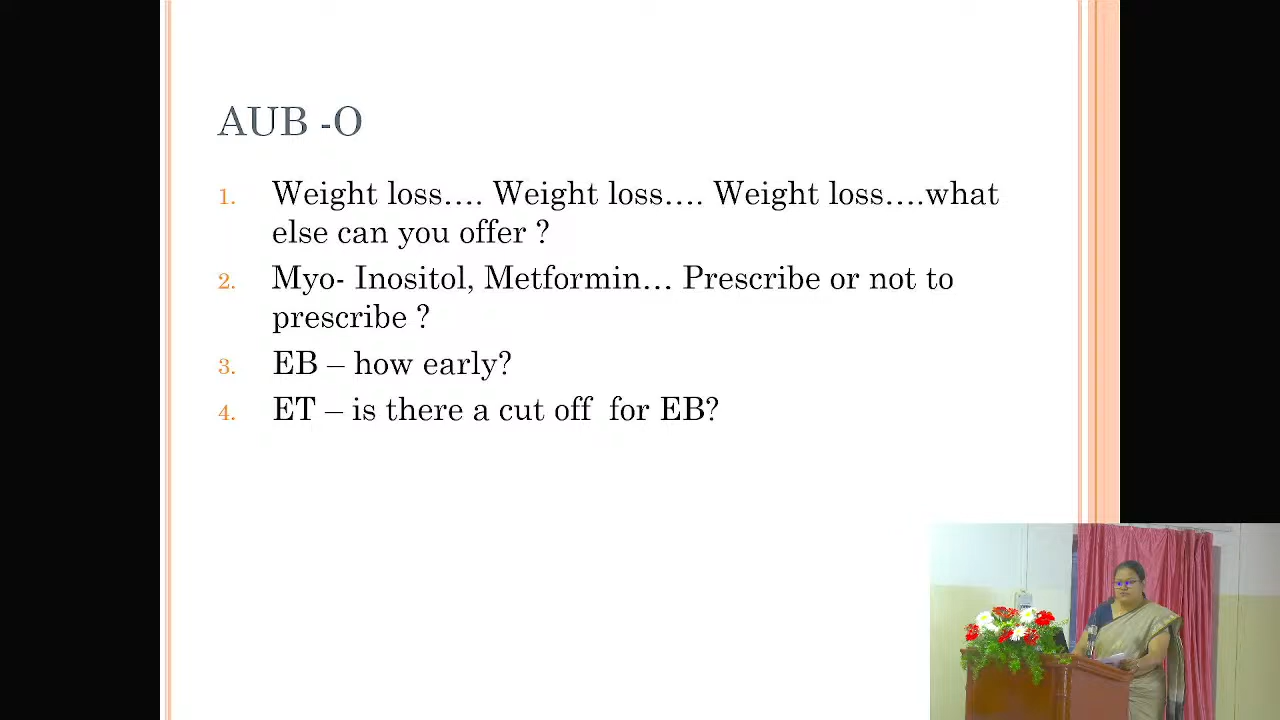 AUB -O
1. Weight loss…. Weight loss…. Weight loss….what
else can you offer ?
2. Myo- Inositol, Metformin… Prescribe or not to
prescribe ?
3. EB – how early?
4. ET – is there a cut off  for EB?